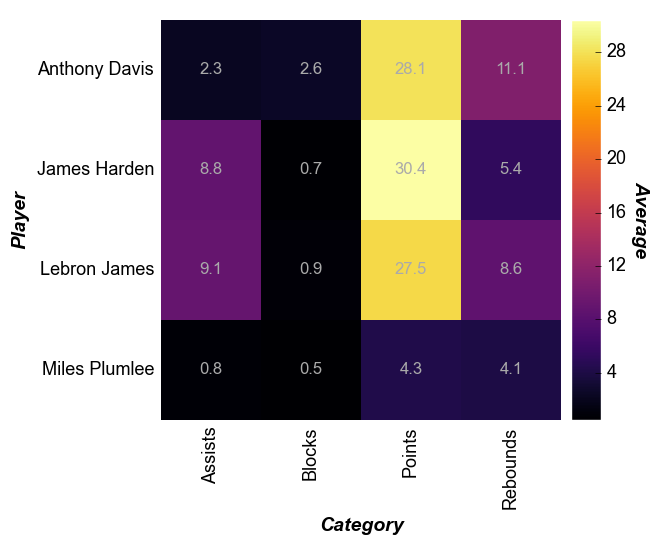 Anthony Davis 2.3 2.6 28.1 11.1
James Harden 8.8 0.7 30.4 5.4
Lebron James 9.1 0.9 27.5 8.6
Miles Plumlee 0.8 0.5 4.3 4.1
Assists Blocks Points Rebounds
Category
Player
28
24
20
16
12
8
4
Average